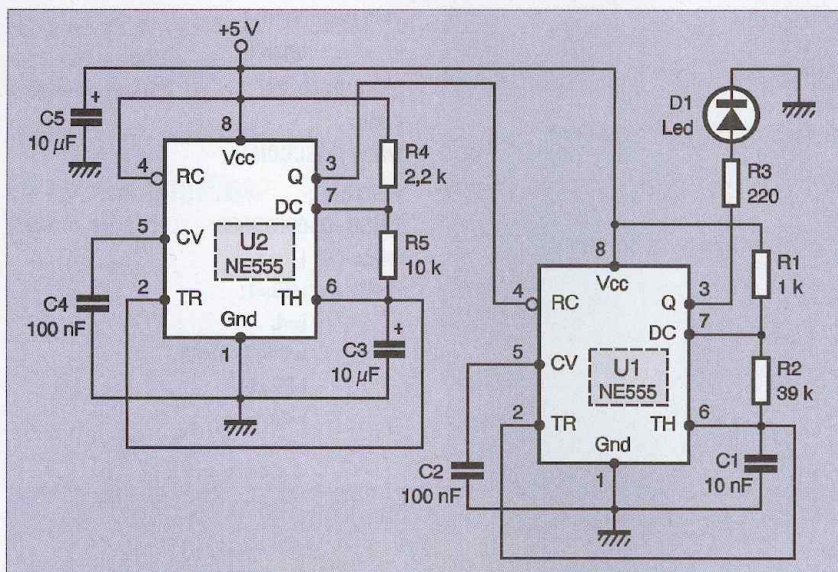 +5 V
C5
+
10 µF
8
Vcc
4
RC
Q
3
R4
2,2 k
DC
7
5
CV
U2
NE555
R5
10 k
2
TR
TH
6
C4
100 nF
Gnd
1
+
C3
10 µF
D1
Led
R3
220
8
Vcc
4
RC
Q
3
R1
1 k
DC
7
5
CV
U1
NE555
R2
39 k
2
TR
TH
6
C2
100 nF
Gnd
1
C1
10 nF